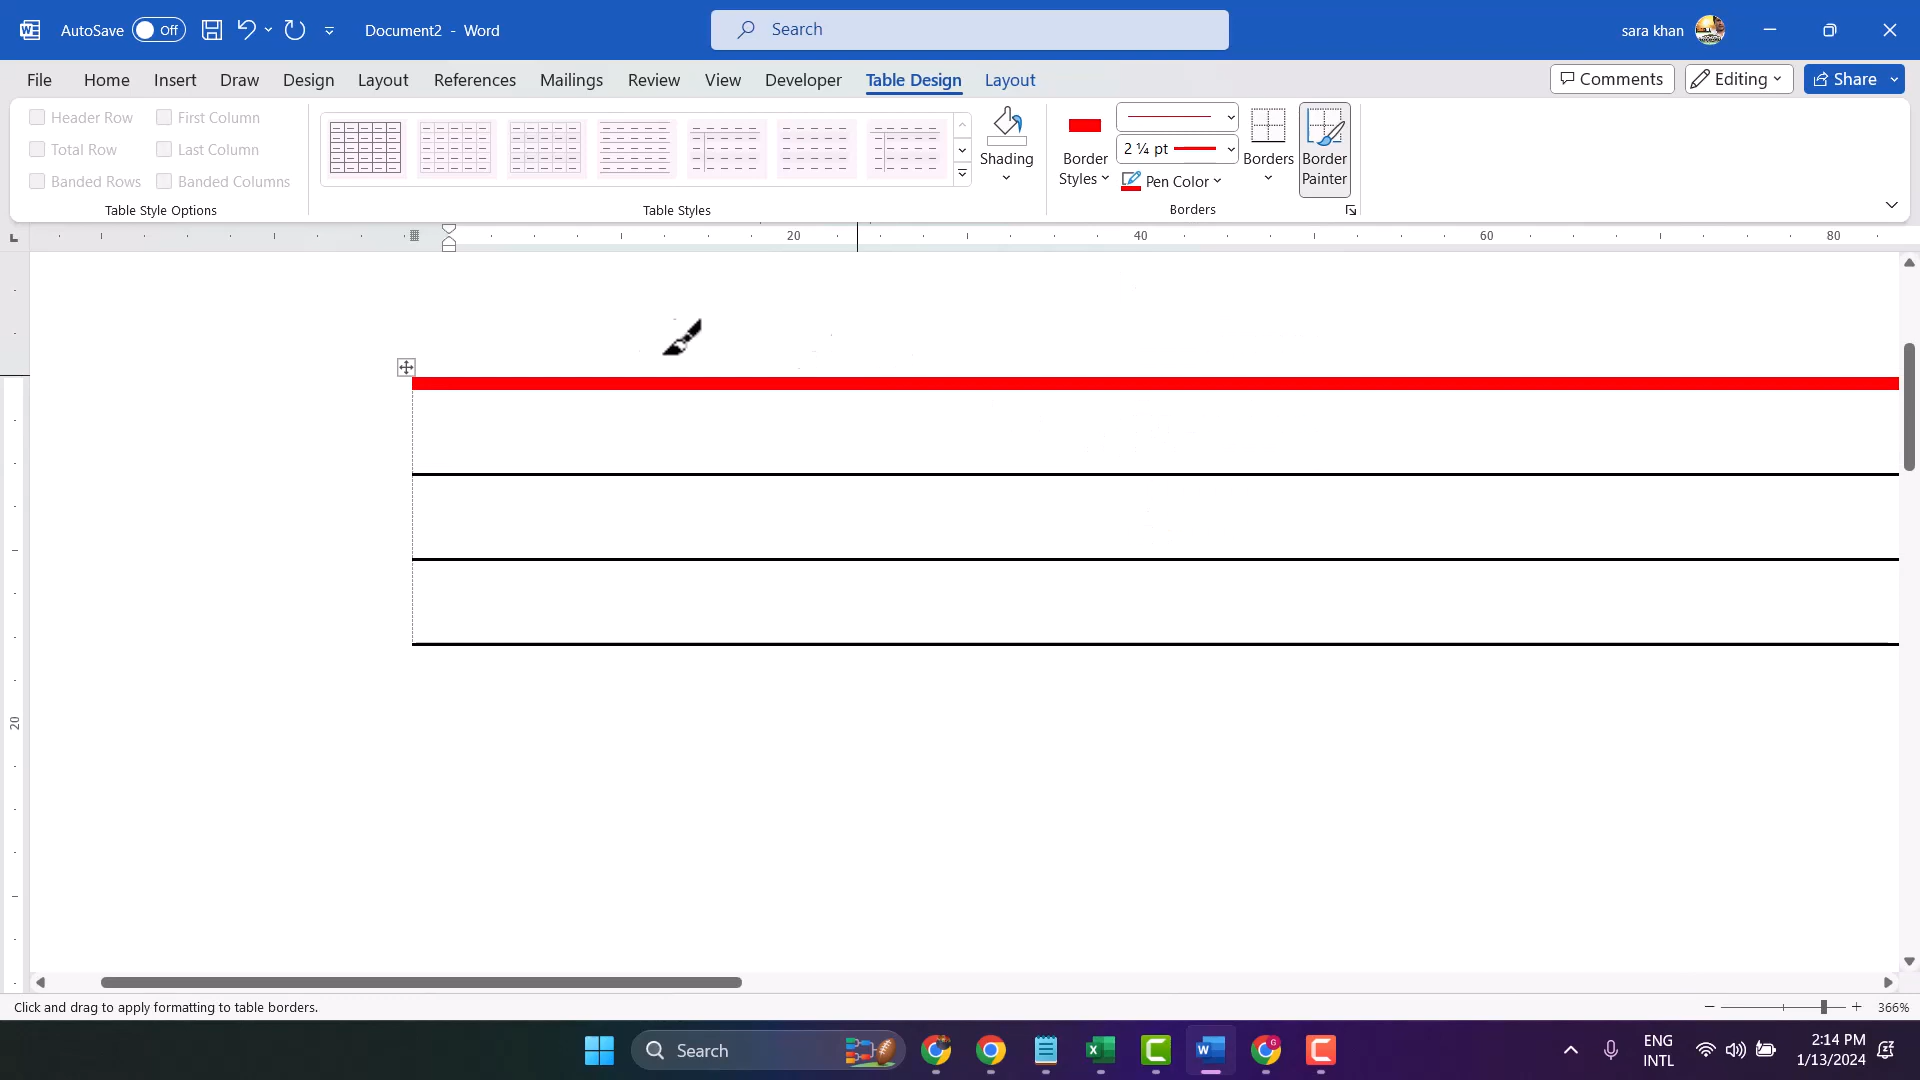 AutoSave Off Document2 - Word Search sara khan
File Home Insert Draw Design Layout References Mailings Review View Developer Table Design Layout Comments Editing Share
Header Row First Column
Total Row Last Column
Banded Rows Banded Columns
Table Style Options
Table Styles
Shading
Border Styles
2 ¼ pt
Pen Color
Borders
Border Painter
Borders
20 40 60 80
20
Click and drag to apply formatting to table borders.
366%
Search
ENG
INTL
2:14 PM
1/13/2024